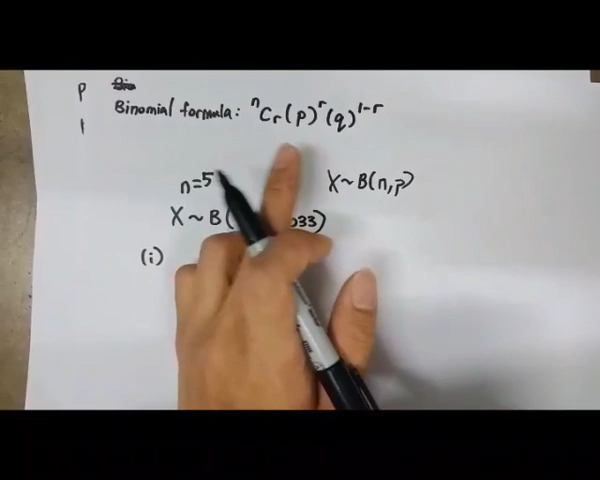 p
Binomial formula: ⁿCᵣ(p)ʳ(q)¹⁻ʳ
n=5 X~B(n,p)
X~B( 033)
(i)